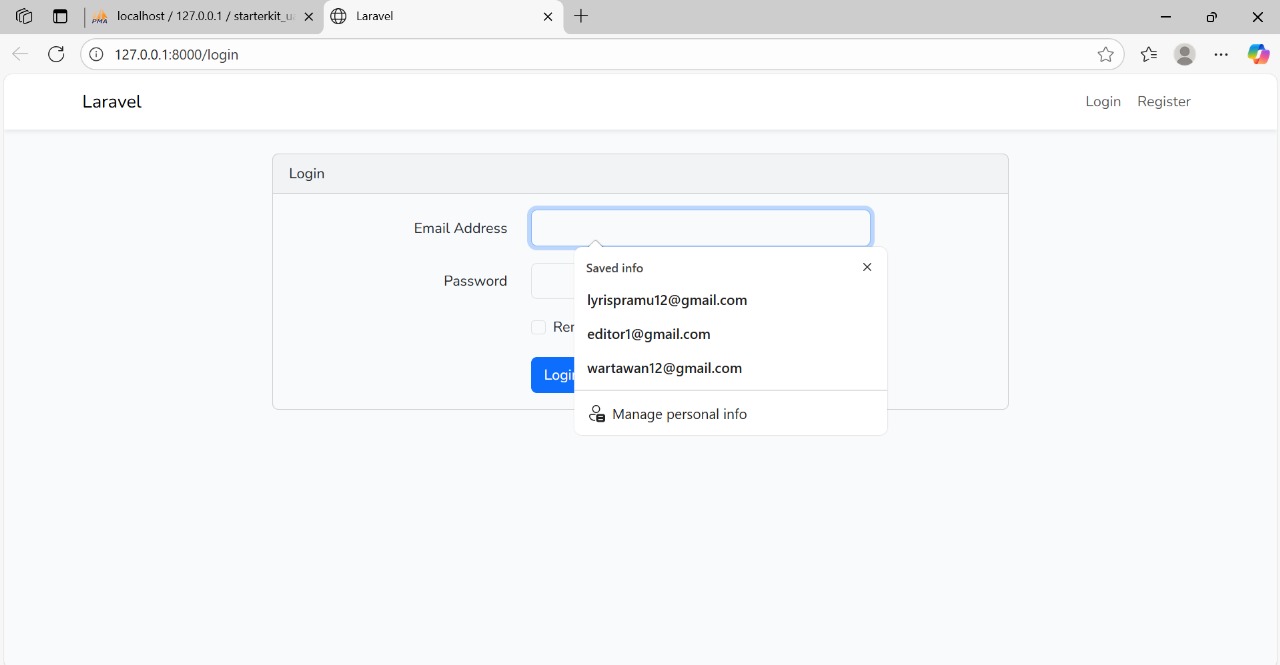 localhost / 127.0.0.1 / starterkit_u
Laravel
127.0.0.1:8000/login
Laravel
Login
Register
Login
Email Address
Saved info
Password
lyrispramu12@gmail.com
Rer
editor1@gmail.com
wartawan12@gmail.com
Login
Manage personal info